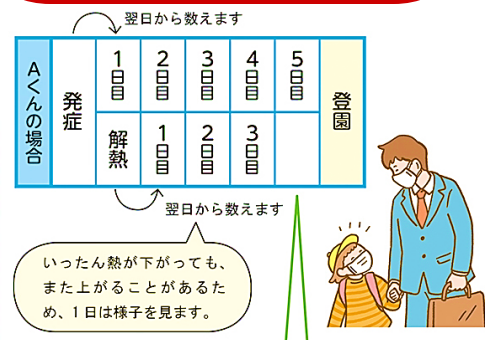 翌日から数えます
Aくんの場合
発症
1日目
2日目
3日目
4日目
5日目
登園
解熱
1日目
2日目
3日目
翌日から数えます
いったん熱が下がっても、
また上がることがあるた
め、1日は様子を見ます。